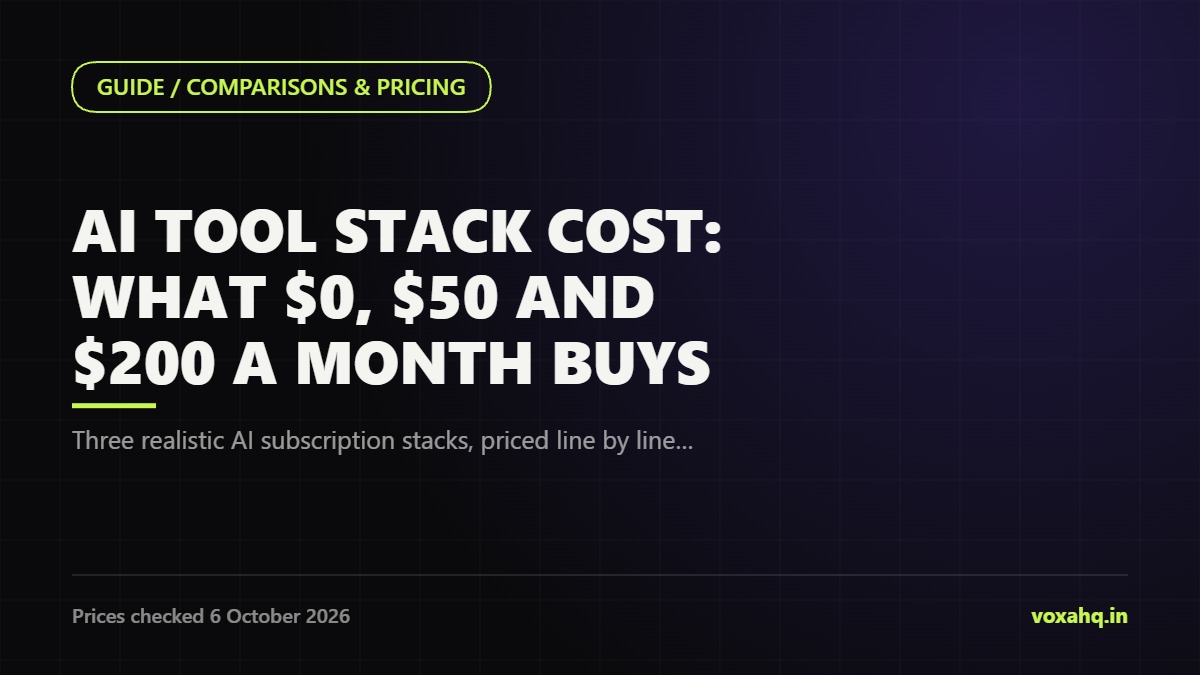 GUIDE / COMPARISONS & PRICING
AI TOOL STACK COST:
WHAT $0, $50 AND
$200 A MONTH BUYS
Three realistic AI subscription stacks, priced line by line...
Prices checked 6 October 2026
voxahq.in